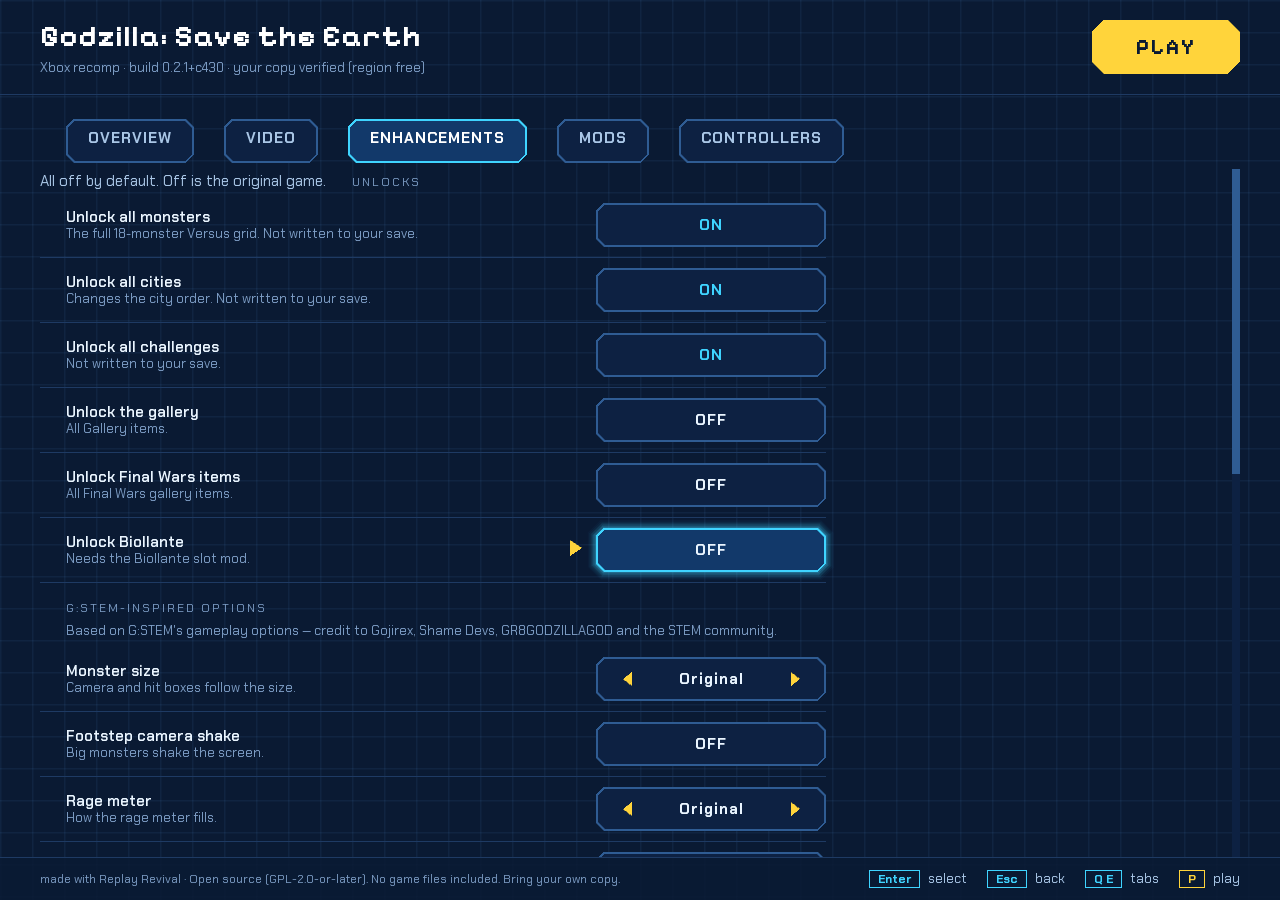 Godzilla: Save the Earth
Xbox recomp · build 0.2.1+c430 · your copy verified (region free)
PLAY
OVERVIEW VIDEO ENHANCEMENTS MODS CONTROLLERS
All off by default. Off is the original game. UNLOCKS
Unlock all monsters
The full 18-monster Versus grid. Not written to your save.
ON
Unlock all cities
Changes the city order. Not written to your save.
ON
Unlock all challenges
Not written to your save.
ON
Unlock the gallery
All Gallery items.
OFF
Unlock Final Wars items
All Final Wars gallery items.
OFF
Unlock Biollante
Needs the Biollante slot mod.
OFF
G:STEM-INSPIRED OPTIONS
Based on G:STEM's gameplay options — credit to Gojirex, Shame Devs, GR8GODZILLAGOD and the STEM community.
Monster size
Camera and hit boxes follow the size.
Original
Footstep camera shake
Big monsters shake the screen.
OFF
Rage meter
How the rage meter fills.
Original
made with Replay Revival · Open source (GPL-2.0-or-later). No game files included. Bring your own copy.
Enter select Esc back Q E tabs P play